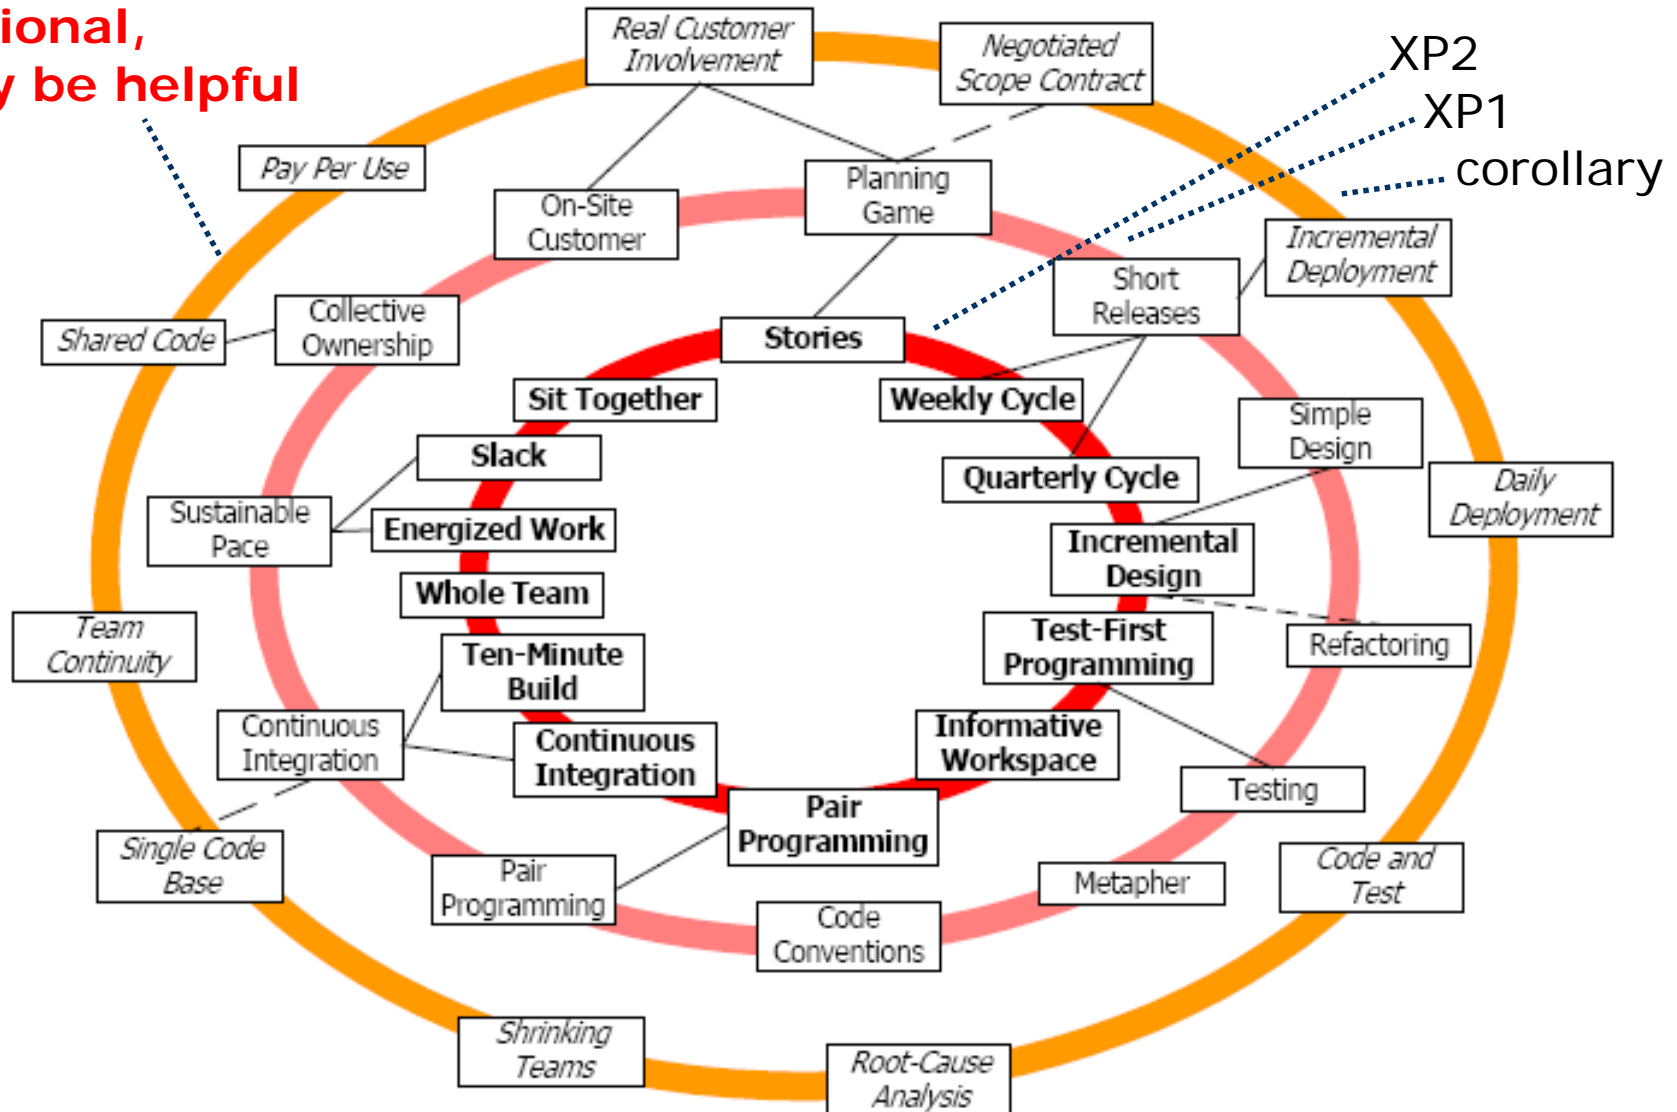 ional,
y be helpful
Real Customer
Involvement
Negotiated
Scope Contract
XP2
XP1
corollary
Pay Per Use
On-Site
Customer
Planning
Game
Incremental
Deployment
Short
Releases
Collective
Ownership
Shared Code
Stories
Sit Together
Weekly Cycle
Simple
Design
Slack
Quarterly Cycle
Daily
Deployment
Sustainable
Pace
Energized Work
Incremental
Design
Whole Team
Test-First
Programming
Refactoring
Team
Continuity
Ten-Minute
Build
Continuous
Integration
Continuous
Integration
Informative
Workspace
Testing
Pair
Programming
Single Code
Base
Pair
Programming
Metapher
Code and
Test
Code
Conventions
Shrinking
Teams
Root-Cause
Analysis